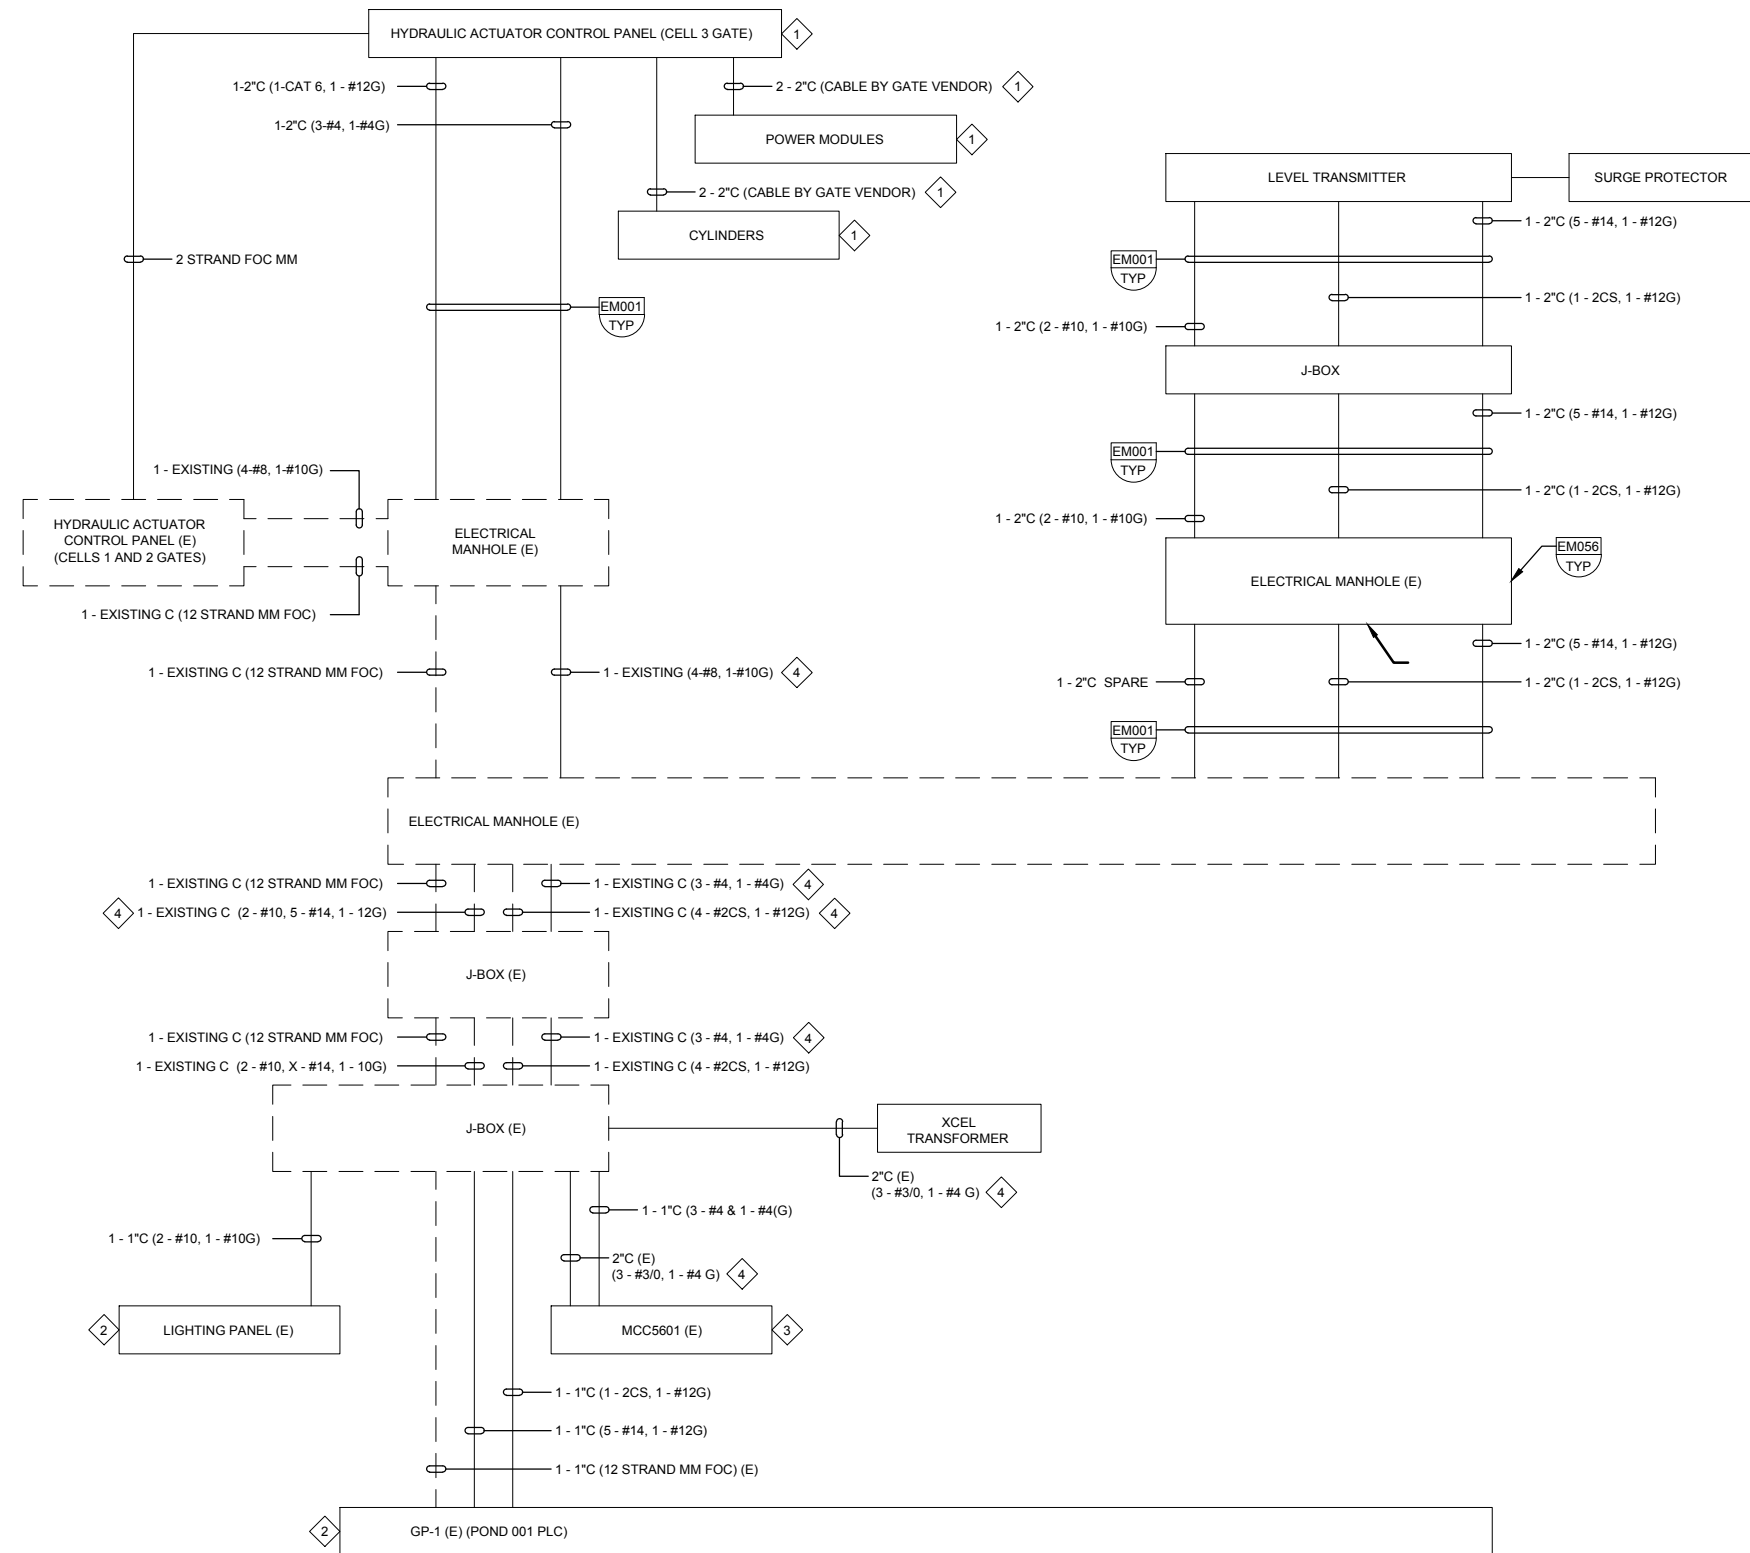 HYDRAULIC ACTUATOR CONTROL PANEL (CELL 3 GATE)
1
1-2"C (1-CAT 6, 1 - #12G)
2 - 2"C (CABLE BY GATE VENDOR)
1
1-2"C (3-#4, 1-#4G)
POWER MODULES
1
2 - 2"C (CABLE BY GATE VENDOR)
1
CYLINDERS
1
2 STRAND FOC MM
EM001
TYP
LEVEL TRANSMITTER
SURGE PROTECTOR
1 - 2"C (5 - #14, 1 - #12G)
EM001
TYP
1 - 2"C (1 - 2CS, 1 - #12G)
1 - 2"C (2 - #10, 1 - #10G)
J-BOX
1 - 2"C (5 - #14, 1 - #12G)
EM001
TYP
1 - 2"C (1 - 2CS, 1 - #12G)
1 - 2"C (2 - #10, 1 - #10G)
EM056
TYP
ELECTRICAL MANHOLE (E)
1 - 2"C (5 - #14, 1 - #12G)
1 - 2"C  SPARE
1 - 2"C (1 - 2CS, 1 - #12G)
EM001
TYP
1 - EXISTING (4-#8, 1-#10G)
HYDRAULIC ACTUATOR
CONTROL PANEL (E)
(CELLS 1 AND 2 GATES)
ELECTRICAL
MANHOLE (E)
1 - EXISTING C (12 STRAND MM FOC)
1 - EXISTING C (12 STRAND MM FOC)
1 - EXISTING (4-#8, 1-#10G)
4
ELECTRICAL MANHOLE (E)
1 - EXISTING C (12 STRAND MM FOC)
1 - EXISTING C (3 - #4, 1 - #4G)
4
4
1 - EXISTING C  (2 - #10, 5 - #14, 1 - 12G)
1 - EXISTING C (4 - #2CS, 1 - #12G)
4
J-BOX (E)
1 - EXISTING C (12 STRAND MM FOC)
1 - EXISTING C (3 - #4, 1 - #4G)
4
1 - EXISTING C  (2 - #10, X - #14, 1 - 10G)
1 - EXISTING C (4 - #2CS, 1 - #12G)
J-BOX (E)
XCEL
TRANSFORMER
2"C (E)
(3 - #3/0, 1 - #4 G)
4
1 - 1"C (3 - #4 & 1 - #4(G)
1 - 1"C (2 - #10, 1 - #10G)
2"C (E)
(3 - #3/0, 1 - #4 G)
4
2
LIGHTING PANEL (E)
MCC5601 (E)
3
1 - 1"C (1 - 2CS, 1 - #12G)
1 - 1"C (5 - #14, 1 - #12G)
1 - 1"C (12 STRAND MM FOC) (E)
2
GP-1 (E) (POND 001 PLC)